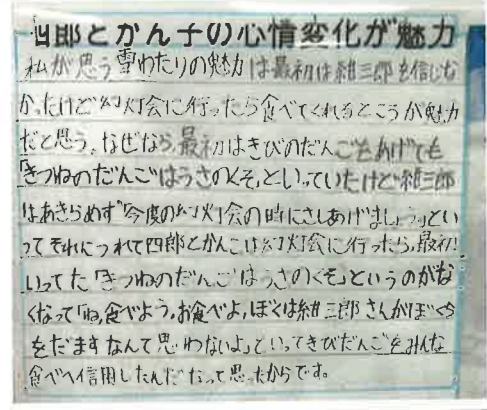 四郎とかん子の心情変化が魅力
私が思う雪わたりの魅力は最初は紺三郎を信じな
かったけど幻灯会に行ったら食べてくれるところが魅力
だと思う。なぜなら、最初はきびのだんごをあげても
「きつねのだんごはうさのくそ」といっていたけど紺三郎
はあきらめず「今度の幻灯会の時にさしあげましょう」とい
ってそれにつれて四郎とかんこは幻灯会に行ったら、最初
いってた「きつねのだんごはうさのくそ」というのがな
くなって「ね、食べよう。お食べよ。ぼくは紺三郎さんがぼくら
をだますなんて思わないよ」といってきびだんごをみんな
食べへ信用したんだなって思ったからです。